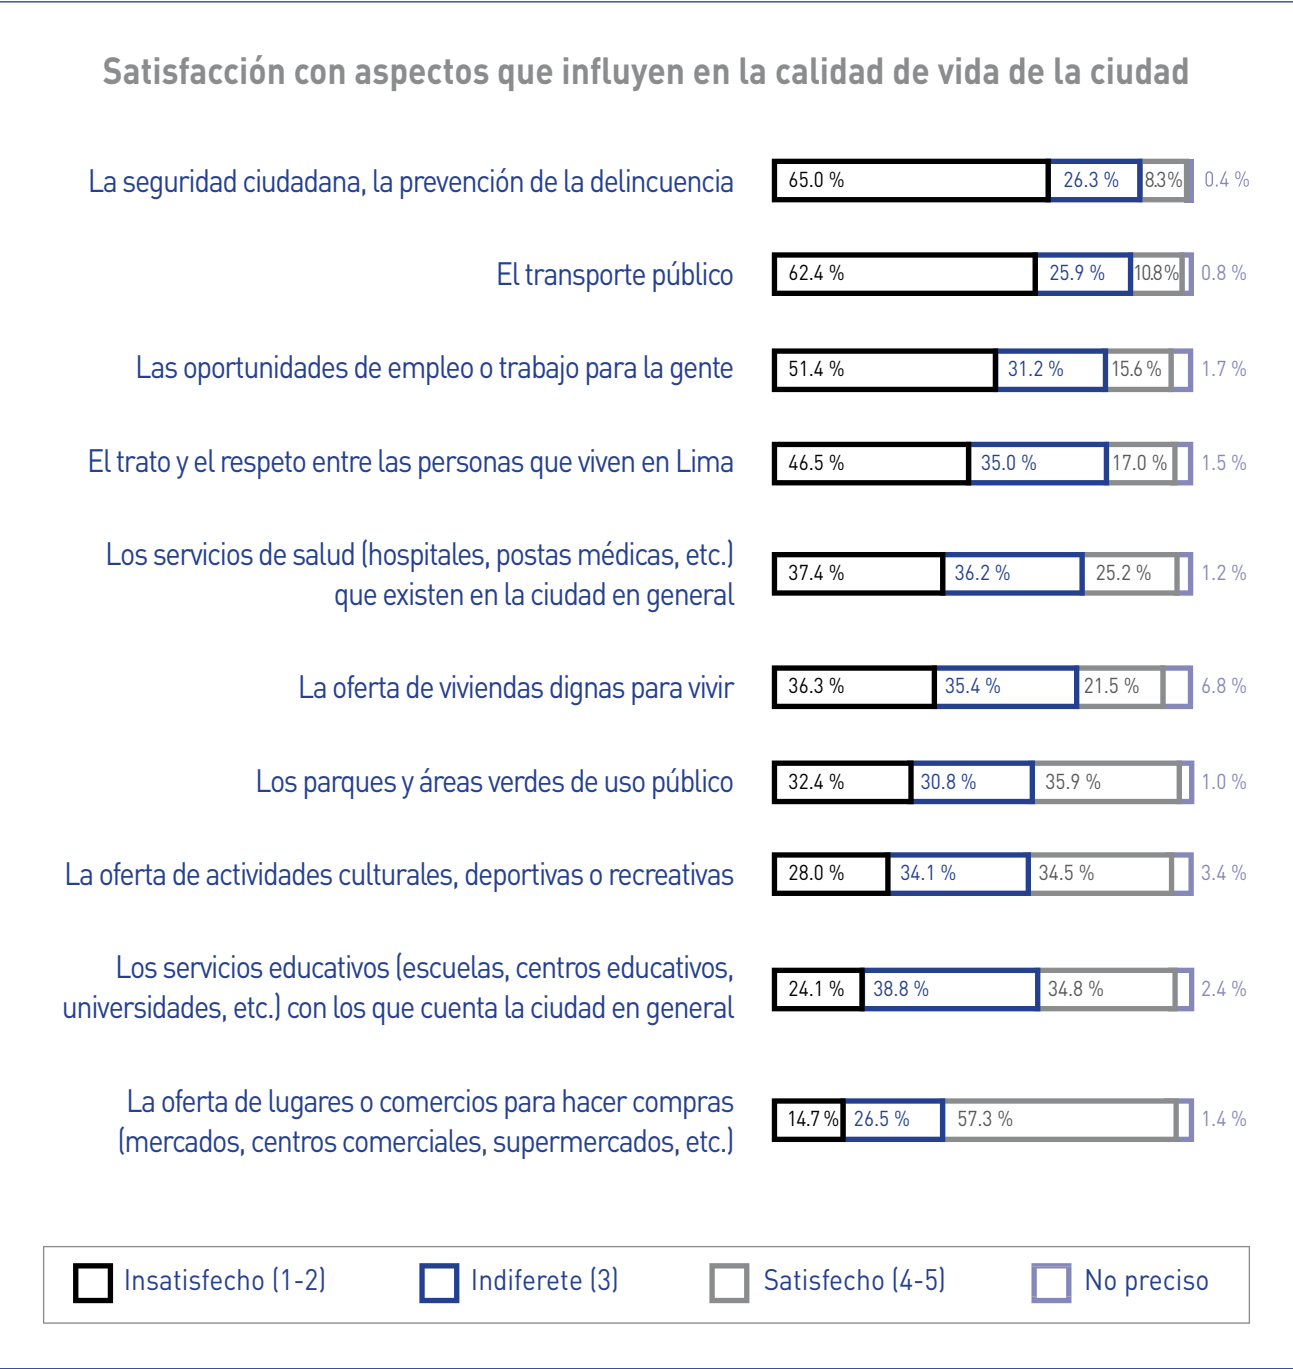 Satisfacción con aspectos que influyen en la calidad de vida de la ciudad
La seguridad ciudadana, la prevención de la delincuencia
65.0 % 26.3 % 8.3% 0.4 %
El transporte público
62.4 % 25.9 % 10.8% 0.8 %
Las oportunidades de empleo o trabajo para la gente
51.4 % 31.2 % 15.6 % 1.7 %
El trato y el respeto entre las personas que viven en Lima
46.5 % 35.0 % 17.0 % 1.5 %
Los servicios de salud (hospitales, postas médicas, etc.)
que existen en la ciudad en general
37.4 % 36.2 % 25.2 % 1.2 %
La oferta de viviendas dignas para vivir
36.3 % 35.4 % 21.5 % 6.8 %
Los parques y áreas verdes de uso público
32.4 % 30.8 % 35.9 % 1.0 %
La oferta de actividades culturales, deportivas o recreativas
28.0 % 34.1 % 34.5 % 3.4 %
Los servicios educativos (escuelas, centros educativos,
universidades, etc.) con los que cuenta la ciudad en general
24.1 % 38.8 % 34.8 % 2.4 %
La oferta de lugares o comercios para hacer compras
(mercados, centros comerciales, supermercados, etc.)
14.7 % 26.5 % 57.3 % 1.4 %
Insatisfecho (1-2) Indiferete (3) Satisfecho (4-5) No preciso